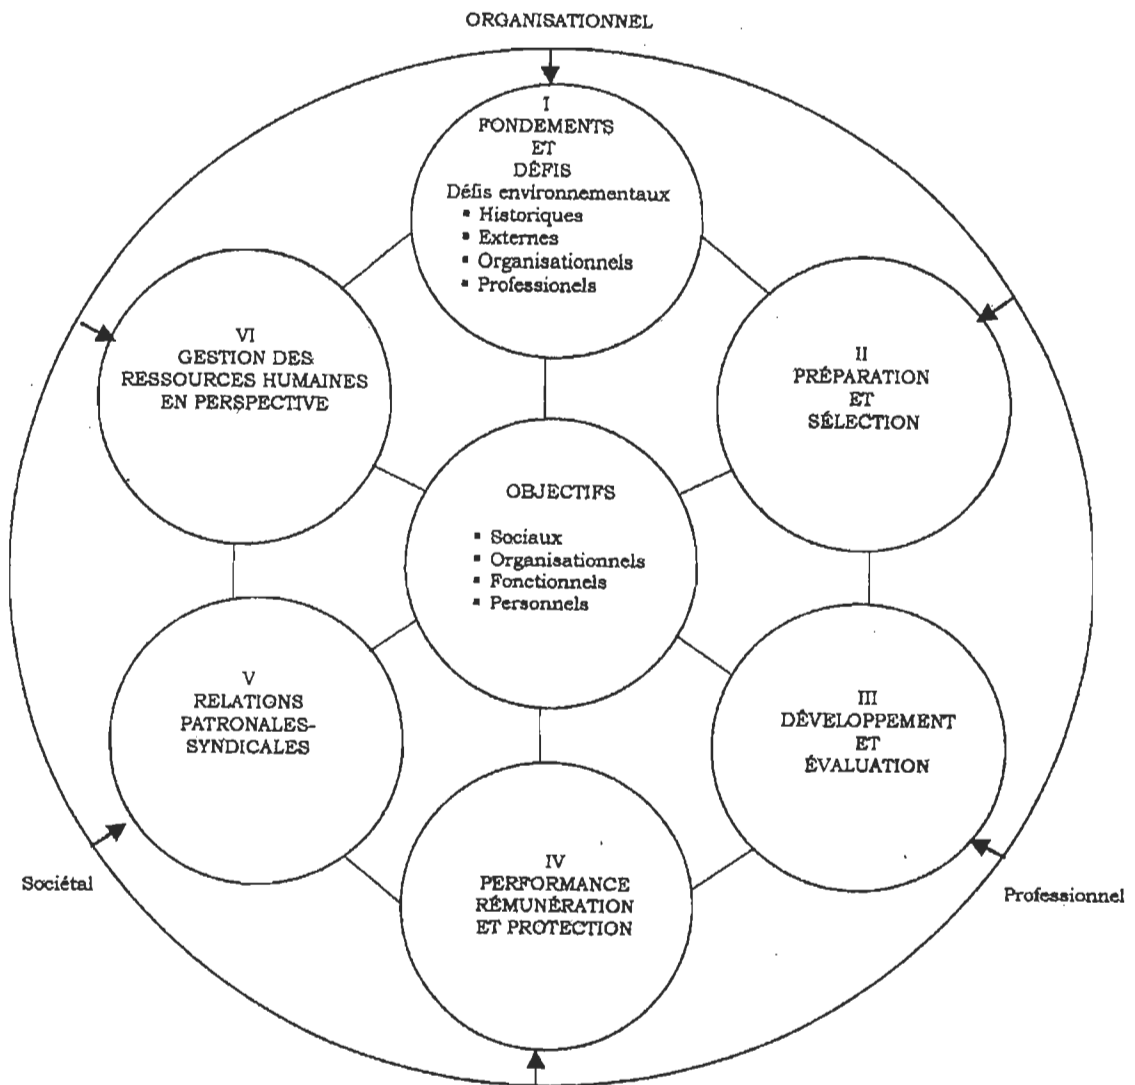 ORGANISATIONNEL
I
FONDEMENTS
ET
DÉFIS
Défis environnementaux
▪ Historiques
▪ Externes
▪ Organisationnels
▪ Professionels
II
PRÉPARATION
ET
SÉLECTION
III
DÉVELOPPEMENT
ET
ÉVALUATION
IV
PERFORMANCE
RÉMUNÉRATION
ET PROTECTION
V
RELATIONS
PATRONALES-
SYNDICALES
VI
GESTION DES
RESSOURCES HUMAINES
EN PERSPECTIVE
OBJECTIFS
▪ Sociaux
▪ Organisationnels
▪ Fonctionnels
▪ Personnels
Sociétal
Professionnel